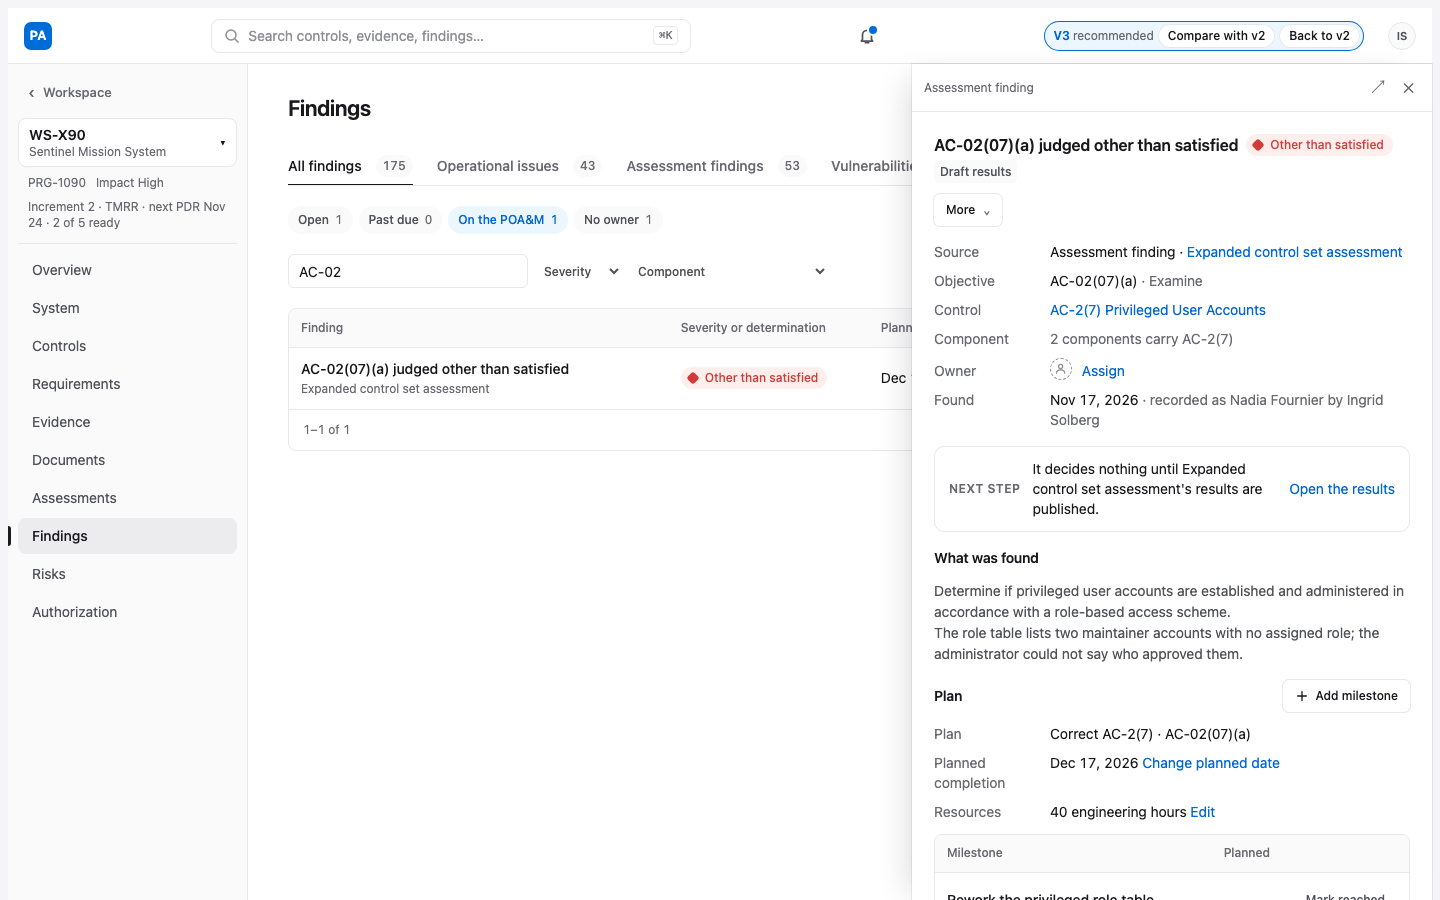 PA
Search controls, evidence, findings...
⌘K
V3 recommended
Compare with v2
Back to v2
IS
Workspace
WS-X90
Sentinel Mission System
PRG-1090 Impact High
Increment 2 · TMRR · next PDR Nov
24 · 2 of 5 ready
Overview
System
Controls
Requirements
Evidence
Documents
Assessments
Findings
Risks
Authorization
Findings
All findings 175
Operational issues 43
Assessment findings 53
Vulnerabilitie
Open 1
Past due 0
On the POA&M 1
No owner 1
AC-02
Severity
Component
Finding
Severity or determination
Plann
AC-02(07)(a) judged other than satisfied
Expanded control set assessment
Other than satisfied
Dec
1–1 of 1
Assessment finding
AC-02(07)(a) judged other than satisfied
Other than satisfied
Draft results
More
Source
Assessment finding · Expanded control set assessment
Objective
AC-02(07)(a) · Examine
Control
AC-2(7) Privileged User Accounts
Component
2 components carry AC-2(7)
Owner
Assign
Found
Nov 17, 2026 · recorded as Nadia Fournier by Ingrid
Solberg
NEXT STEP
It decides nothing until Expanded
control set assessment's results are
published.
Open the results
What was found
Determine if privileged user accounts are established and administered in
accordance with a role-based access scheme.
The role table lists two maintainer accounts with no assigned role; the
administrator could not say who approved them.
Plan
Add milestone
Plan
Correct AC-2(7) · AC-02(07)(a)
Planned
completion
Dec 17, 2026 Change planned date
Resources
40 engineering hours Edit
Milestone
Planned
Rework the privileged role table
Mark reached